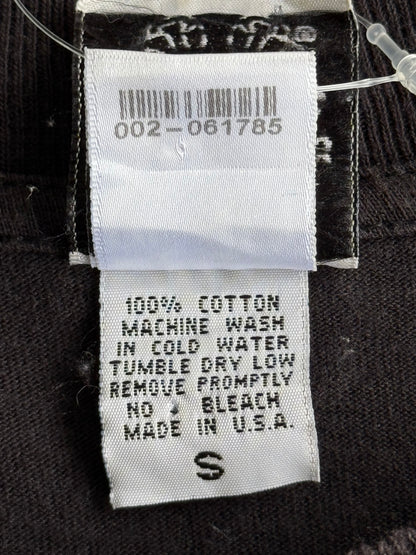 002-061785
100% COTTON
MACHINE WASH
IN COLD WATER
TUMBLE DRY LOW
REMOVE PROMPTLY
NO BLEACH
MADE IN U.S.A.
S